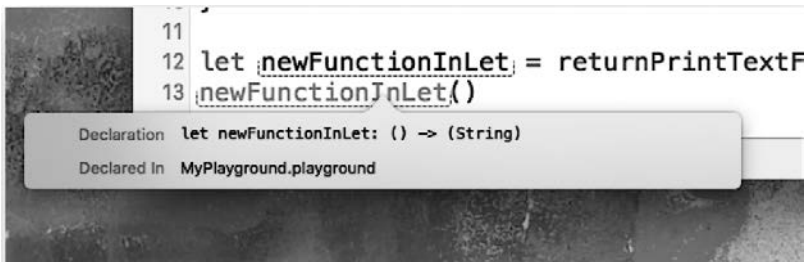 11
12 let newFunctionInLet = returnPrintTextF
13 newFunctionInLet()
Declaration let newFunctionInLet: () -> (String)
Declared In MyPlayground.playground